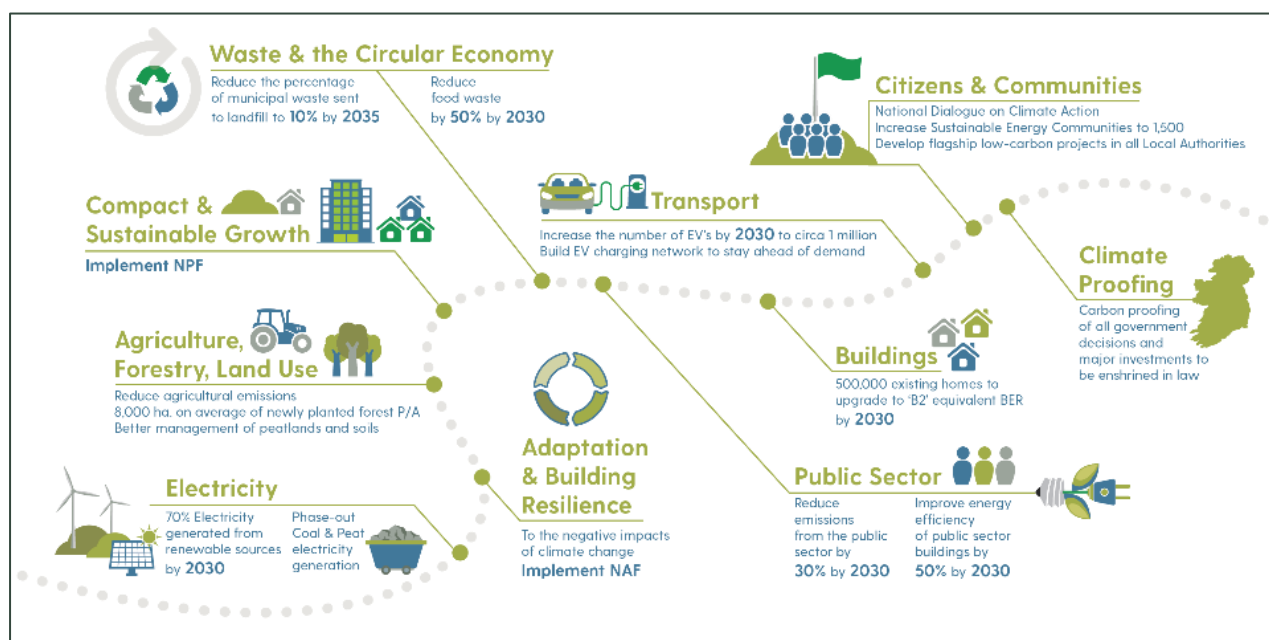 Waste & the Circular Economy
Reduce the percentage
of municipal waste sent
to landfill to 10% by 2035
Reduce
food waste
by 50% by 2030
Citizens & Communities
National Dialogue on Climate Action
Increase Sustainable Energy Communities to 1,500
Develop flagship low-carbon projects in all Local Authorities
Compact &
Sustainable Growth
Implement NPF
Transport
Increase the number of EV's by 2030 to circa 1 million
Build EV charging network to stay ahead of demand
Climate
Proofing
Carbon proofing
of all government
decisions and
major investments to
be enshrined in law
Agriculture,
Forestry, Land Use
Reduce agricultural emissions
8,000 ha. on average of newly planted forest P/A
Better management of peatlands and soils
Buildings
500,000 existing homes to
upgrade to 'B2' equivalent BER
by 2030
Adaptation
& Building
Resilience
To the negative impacts
of climate change
Implement NAF
Electricity
70% Electricity
generated from
renewable sources
by 2030
Phase-out
Coal & Peat
electricity
generation
Public Sector
Reduce
emissions
from the public
sector by
30% by 2030
Improve energy
efficiency
of public sector
buildings by
50% by 2030